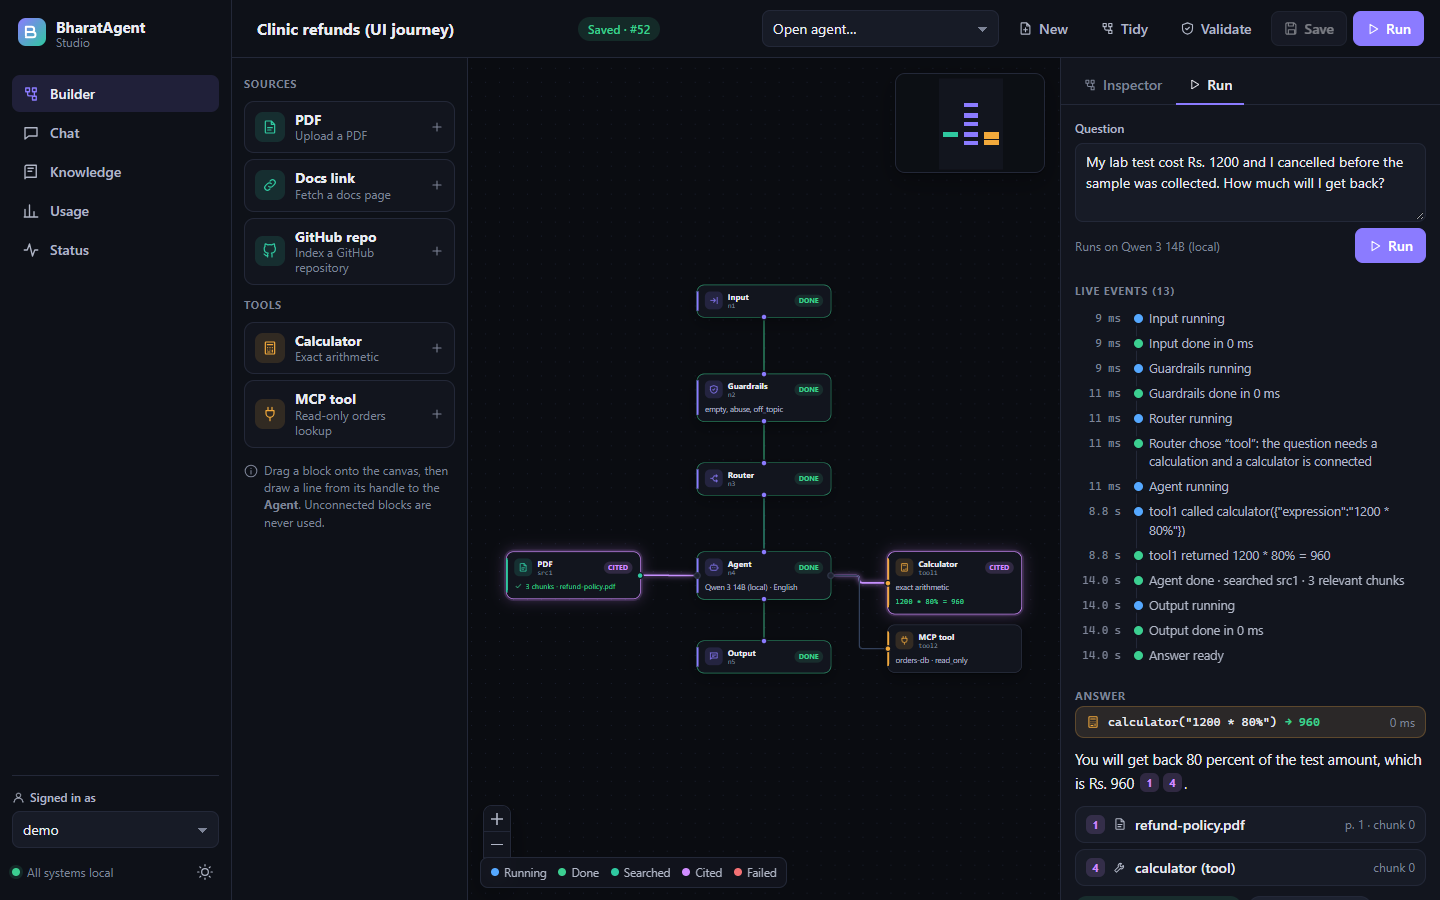 BharatAgent
Studio
Builder
Chat
Knowledge
Usage
Status
Signed in as
demo
All systems local
Clinic refunds (UI journey)
Saved · #52
Open agent...
New
Tidy
Validate
Save
Run
SOURCES
PDF
Upload a PDF
Docs link
Fetch a docs page
GitHub repo
Index a GitHub
repository
TOOLS
Calculator
Exact arithmetic
MCP tool
Read-only orders
lookup
Drag a block onto the canvas, then
draw a line from its handle to the
Agent. Unconnected blocks are
never used.
Input
n1
DONE
Guardrails
n2
DONE
empty, abuse, off_topic
Router
n3
DONE
PDF
src1
CITED
3 chunks · refund-policy.pdf
Agent
n4
DONE
Qwen 3 14B (local) · English
Calculator
tool1
CITED
exact arithmetic
1200 * 80% = 960
MCP tool
tool2
orders-db · read_only
Output
n5
DONE
Running
Done
Searched
Cited
Failed
Inspector
Run
Question
My lab test cost Rs. 1200 and I cancelled before the
sample was collected. How much will I get back?
Runs on Qwen 3 14B (local)
Run
LIVE EVENTS (13)
9 ms Input running
9 ms Input done in 0 ms
9 ms Guardrails running
11 ms Guardrails done in 0 ms
11 ms Router running
11 ms Router chose “tool”: the question needs a
calculation and a calculator is connected
11 ms Agent running
8.8 s tool1 called calculator({"expression":"1200 *
80%"})
8.8 s tool1 returned 1200 * 80% = 960
14.0 s Agent done · searched src1 · 3 relevant chunks
14.0 s Output running
14.0 s Output done in 0 ms
14.0 s Answer ready
ANSWER
calculator("1200 * 80%") → 960 0 ms
You will get back 80 percent of the test amount, which
is Rs. 960 1 4 .
1 refund-policy.pdf p. 1 · chunk 0
4 calculator (tool) chunk 0